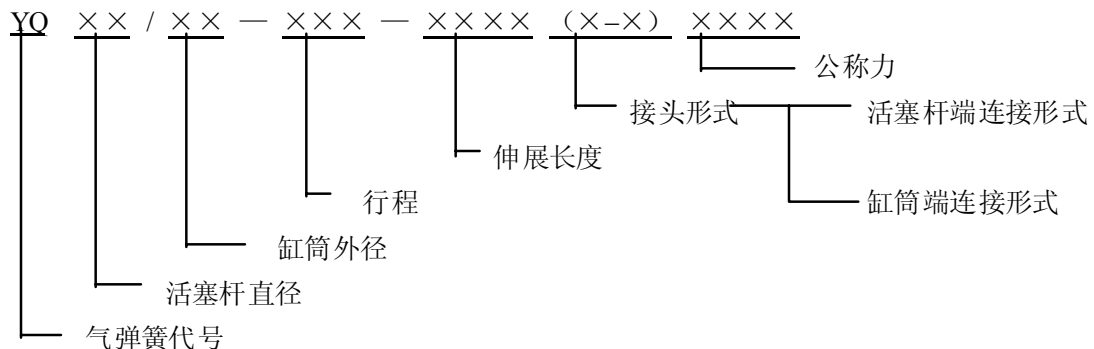 YQ ×× / ×× — ××× — ×××× （×–×） ××××
公称力
接头形式 活塞杆端连接形式
伸展长度
行程 缸筒端连接形式
缸筒外径
活塞杆直径
气弹簧代号